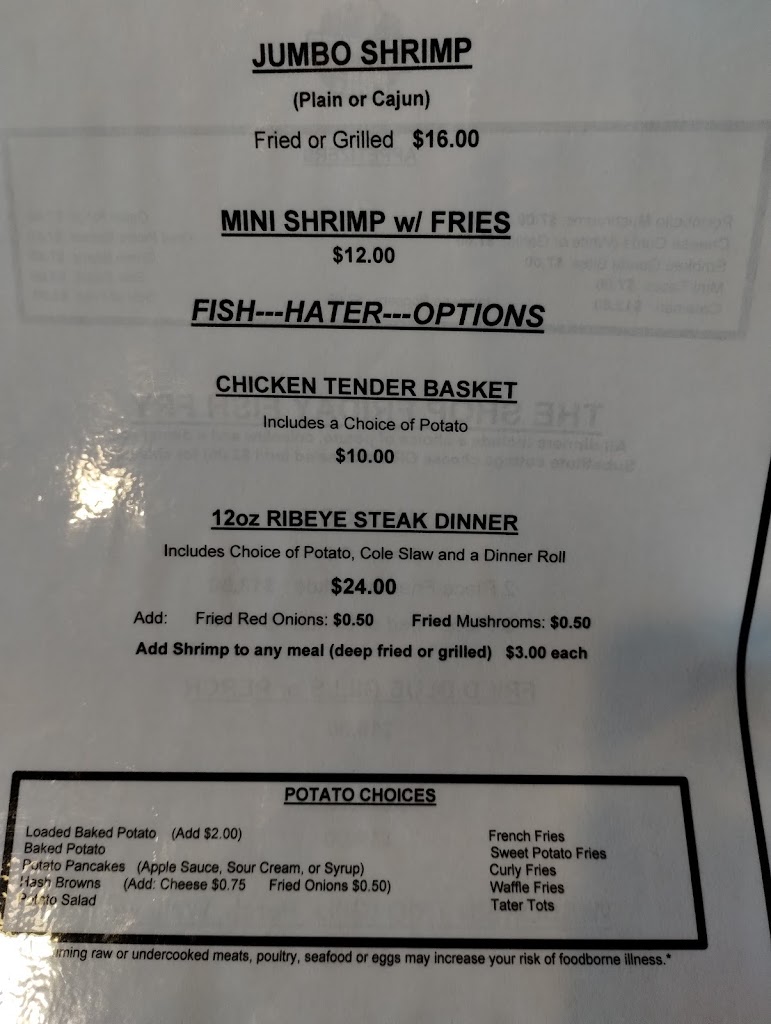 JUMBO SHRIMP
(Plain or Cajun)
Fried or Grilled $16.00
MINI SHRIMP w/ FRIES
$12.00
FISH---HATER---OPTIONS
CHICKEN TENDER BASKET
Includes a Choice of Potato
$10.00
12oz RIBEYE STEAK DINNER
Includes Choice of Potato, Cole Slaw and a Dinner Roll
$24.00
Add: Fried Red Onions: $0.50 Fried Mushrooms: $0.50
Add Shrimp to any meal (deep fried or grilled) $3.00 each
POTATO CHOICES
Loaded Baked Potato (Add $2.00)
Baked Potato
Potato Pancakes (Apple Sauce, Sour Cream, or Syrup)
Hash Browns (Add: Cheese $0.75 Fried Onions $0.50)
Potato Salad
French Fries
Sweet Potato Fries
Curly Fries
Waffle Fries
Tater Tots
raw or undercooked meats, poultry, seafood or eggs may increase your risk of foodborne illness.*